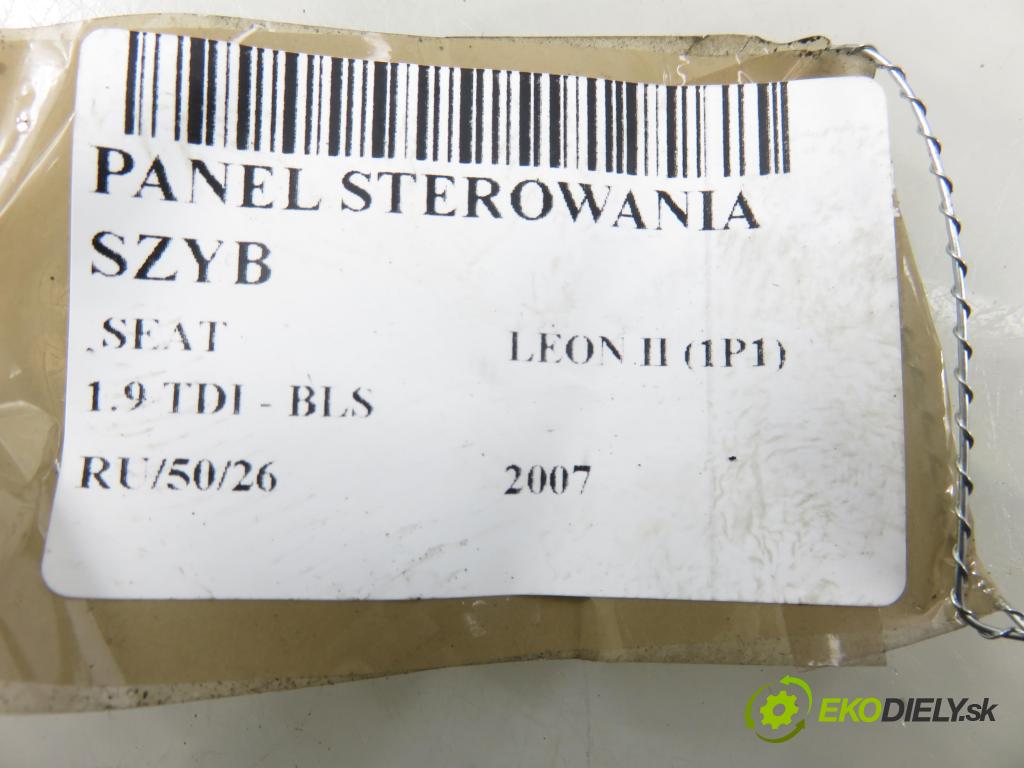 PANEL STEROWANIA
SZYB
SEAT LEON II (1P1)
1.9 TDI - BLS
RU/50/26 2007
EKODIELY.sk